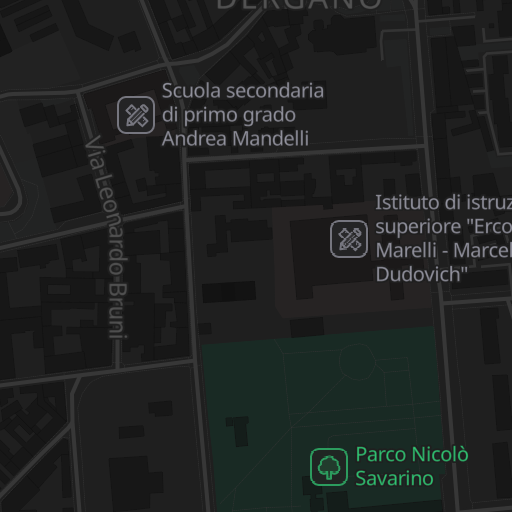 DERGANO
Scuola secondaria
di primo grado
Andrea Mandelli
Via Leonardo Bruni
Istituto di istruz
superiore "Erco
Marelli - Marcel
Dudovich"
Parco Nicolò
Savarino